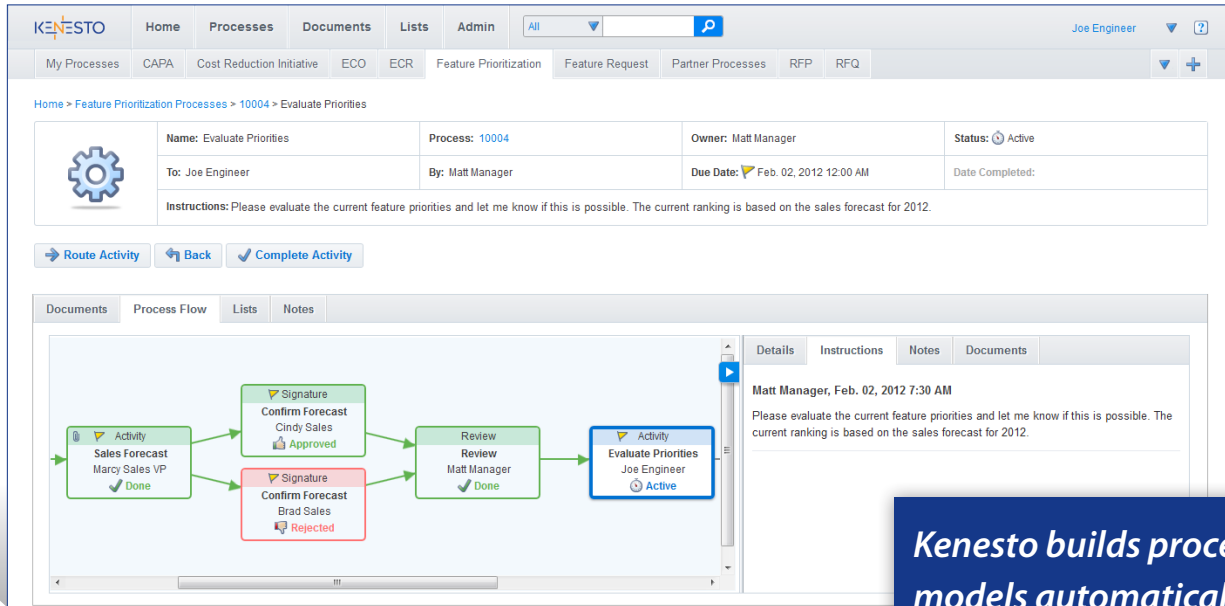 KENESTO Home Processes Documents Lists Admin All Joe Engineer ?
My Processes CAPA Cost Reduction Initiative ECO ECR Feature Prioritization Feature Request Partner Processes RFP RFQ
Home > Feature Prioritization Processes > 10004 > Evaluate Priorities
Name: Evaluate Priorities Process: 10004 Owner: Matt Manager Status: Active
To: Joe Engineer By: Matt Manager Due Date: Feb. 02, 2012 12:00 AM Date Completed:
Instructions: Please evaluate the current feature priorities and let me know if this is possible. The current ranking is based on the sales forecast for 2012.
Route Activity Back Complete Activity
Documents Process Flow Lists Notes
Activity
Sales Forecast
Marcy Sales VP
Done
Signature
Confirm Forecast
Cindy Sales
Approved
Signature
Confirm Forecast
Brad Sales
Rejected
Review
Review
Matt Manager
Done
Activity
Evaluate Priorities
Joe Engineer
Active
Details Instructions Notes Documents
Matt Manager, Feb. 02, 2012 7:30 AM
Please evaluate the current feature priorities and let me know if this is possible. The
current ranking is based on the sales forecast for 2012.
Kenesto builds proce
models automatical